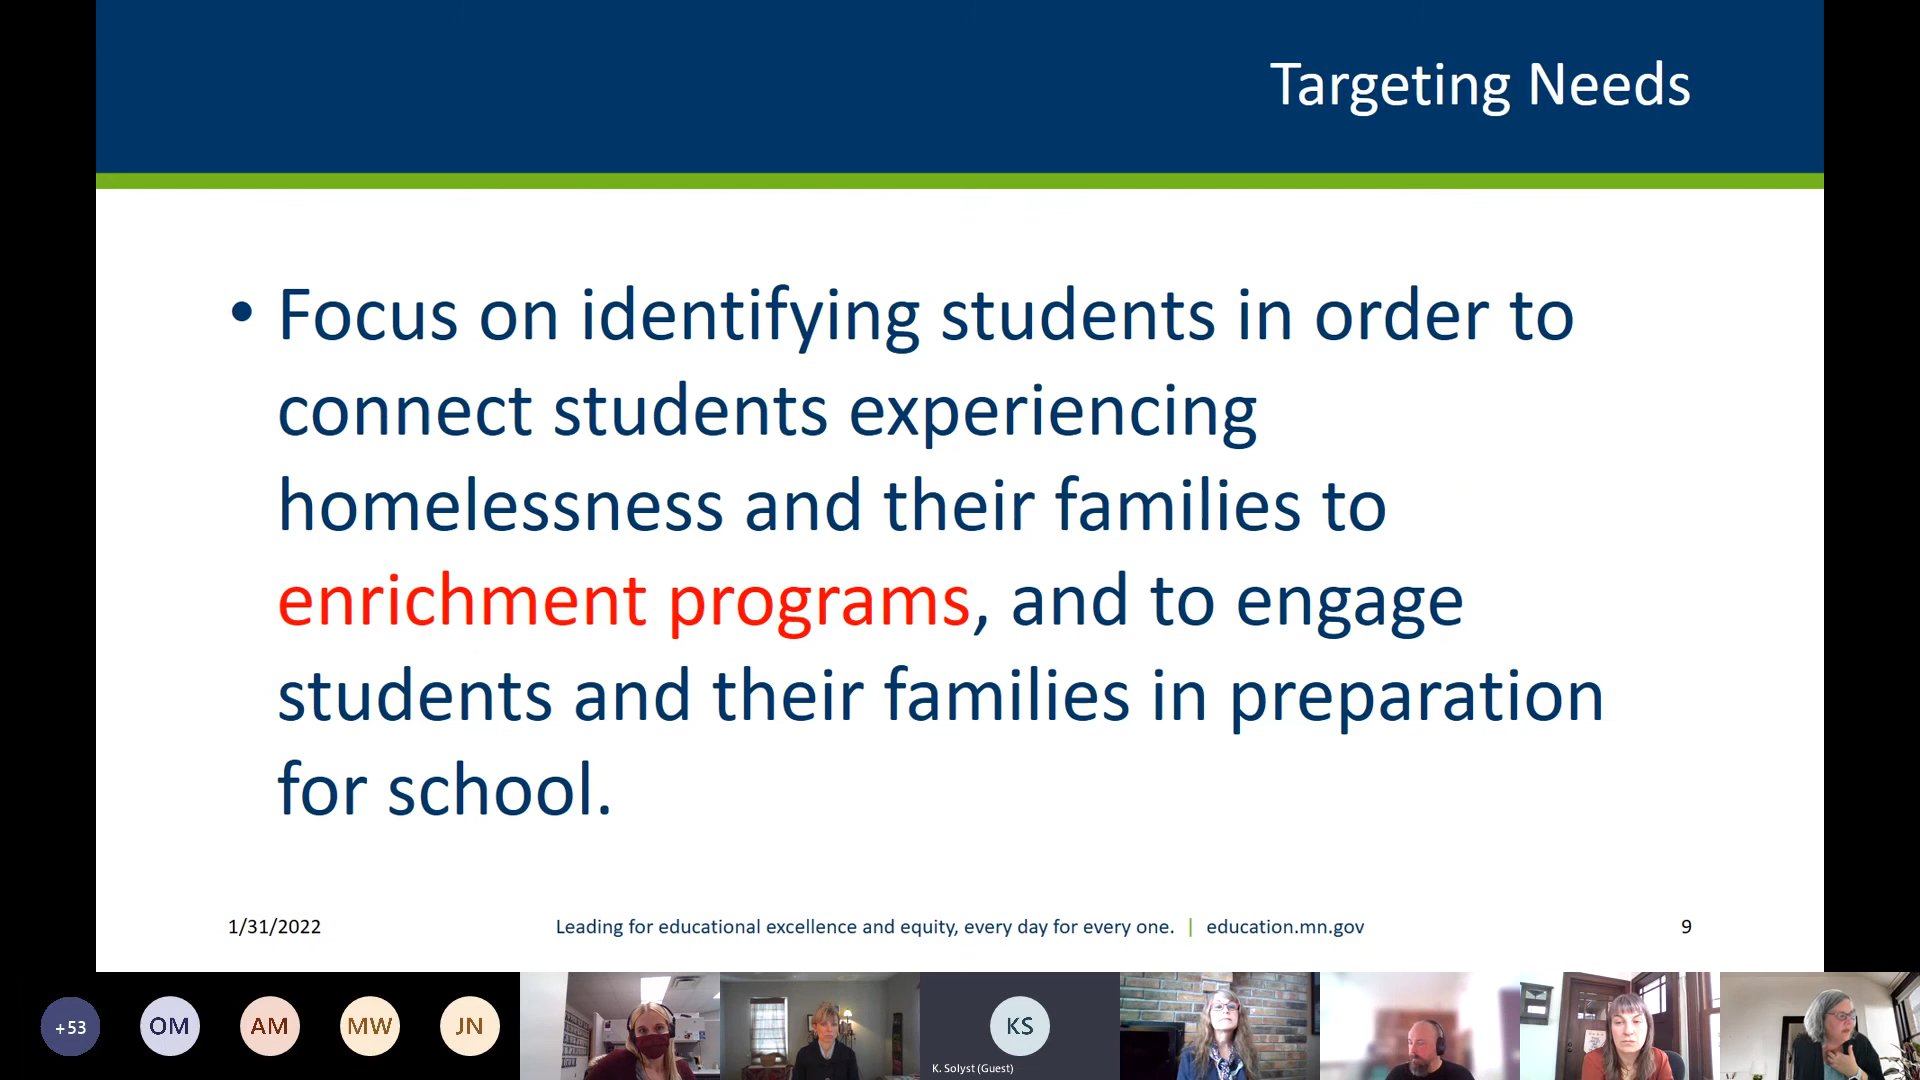 Targeting Needs
• Focus on identifying students in order to
connect students experiencing
homelessness and their families to
enrichment programs, and to engage
students and their families in preparation
for school.
1/31/2022
Leading for educational excellence and equity, every day for every one. | education.mn.gov
9
+53
OM
AM
MW
JN
KS
K. Solyst (Guest)